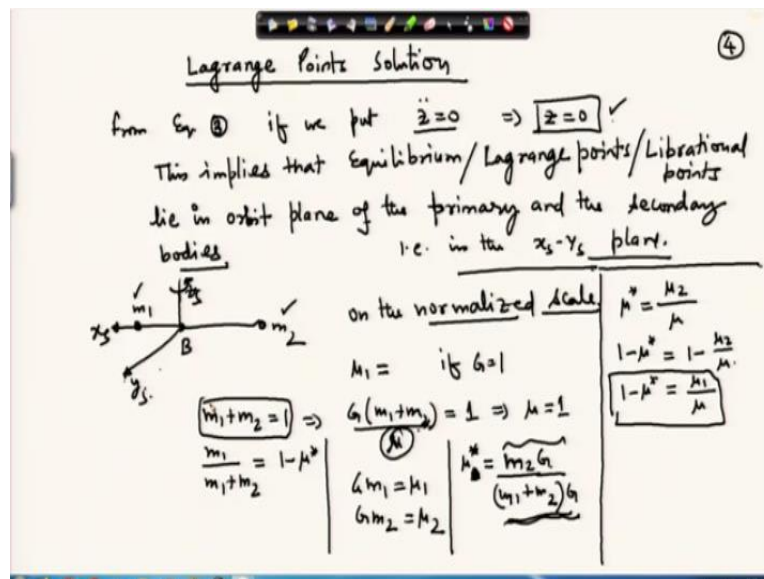 ④
Lagrange Points Solution
from Eq. ③ if we put z̈=0 ⇒ z=0 ✓
This implies that Equilibrium/Lagrange points/Librational points
lie in orbit plane of the primary and the secondary
bodies i.e. in the xₛ-Yₛ plane.
m₁ ✓
xₛ
B
m₂ ✓
yₛ
on the normalized scale
μ₁ = if G=1
m₁+m₂=1 ⇒ G(m₁+m₂) = 1 ⇒ μ=1
μ
m₁/(m₁+m₂) = 1-μ*
Gm₁=μ₁
Gm₂=μ₂
μ* = m₂G/(m₁+m₂)G
μ* = μ₂/μ
1-μ* = 1- μ₂/μ
1-μ* = μ₁/μ